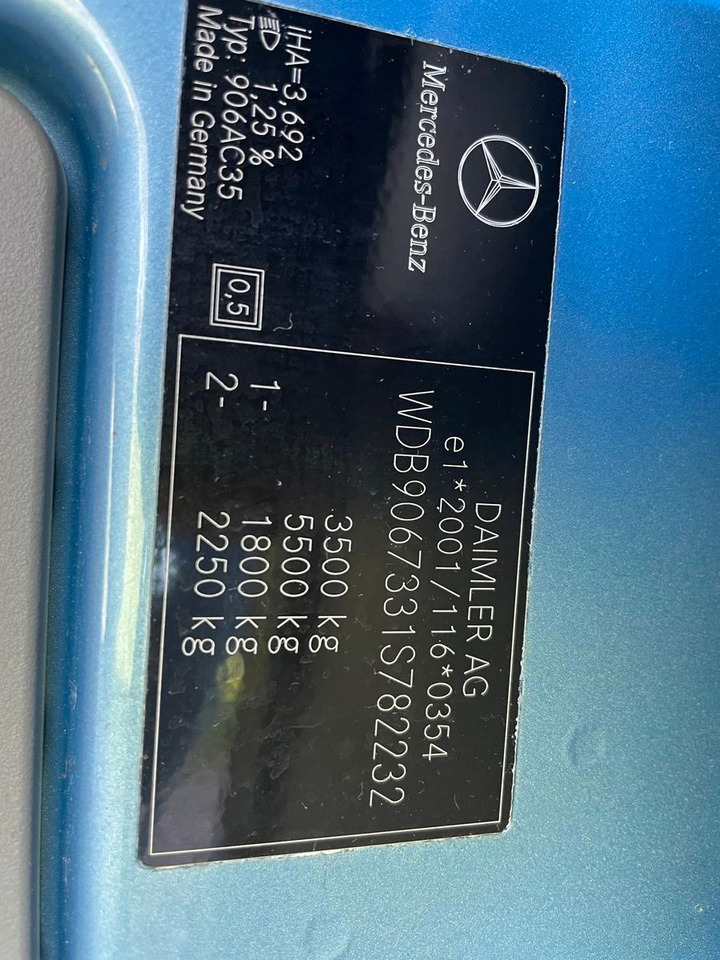 Mercedes-Benz
DAIMLER AG
e1*2001/116*0354
WDB9067331S782232
3500 kg
5500 kg
1- 1800 kg
2- 2250 kg
iHA=3,692
1,25 %
Typ: 906AC35
Made in Germany
0,5